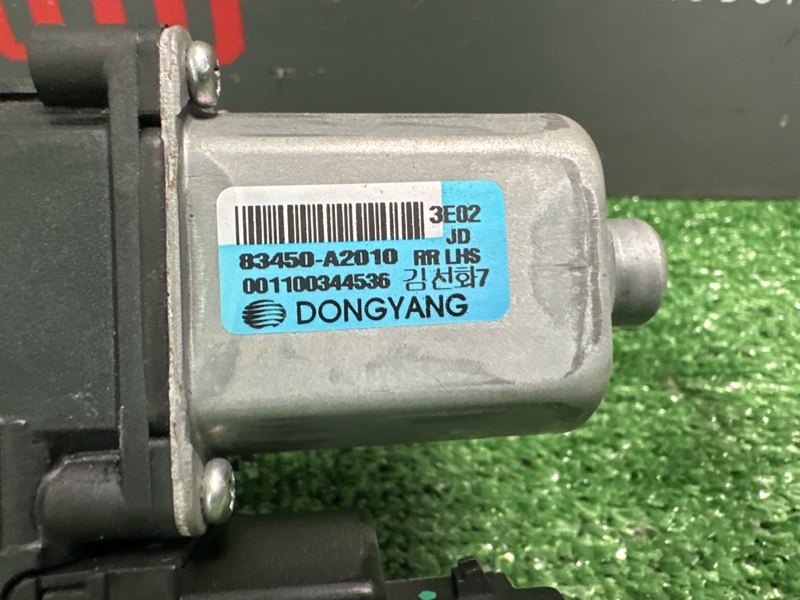 3E02
JD
83450-A2010 RR LHS
001100344536 김선화7
DONGYANG